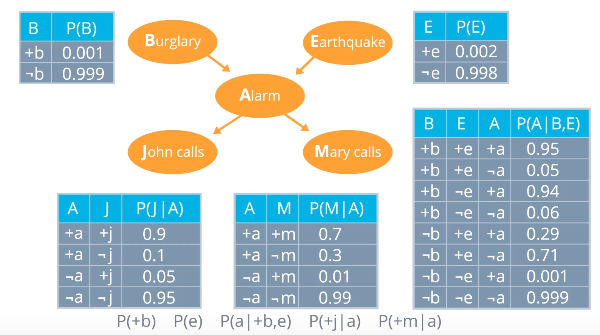 B P(B)
+b 0.001
¬b 0.999
Burglary
Earthquake
E P(E)
+e 0.002
¬e 0.998
Alarm
John calls
Mary calls
B E A P(A|B,E)
+b +e +a 0.95
+b +e ¬a 0.05
+b ¬e +a 0.94
+b ¬e ¬a 0.06
¬b +e +a 0.29
¬b +e ¬a 0.71
¬b ¬e +a 0.001
¬b ¬e ¬a 0.999
A J P(J|A)
+a +j 0.9
+a ¬j 0.1
¬a +j 0.05
¬a ¬j 0.95
A M P(M|A)
+a +m 0.7
+a ¬m 0.3
¬a +m 0.01
¬a ¬m 0.99
P(+b) P(e) P(a|+b,e) P(+j|a) P(+m|a)